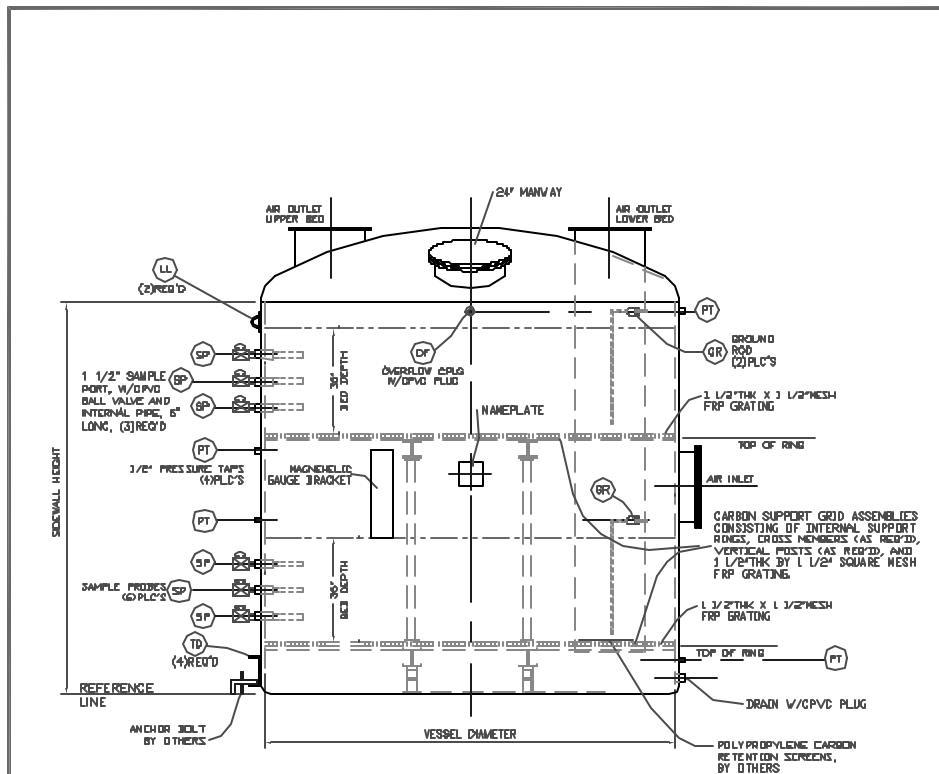 24" MANWAY
AIR OUTLET
UPPER BED
AIR OUTLET
LOWER BED
LL
(2)REQ'D
PT
OF
OVERFLOW CPLG
W/CPVC PLUG
GR
GROUND
ROD
(2)PLC'S
SP
SP
SP
1 1/2" SAMPLE
PORT, W/CPVC
BALL VALVE AND
INTERNAL PIPE, 6"
LONG, (3)REQ'D
36"
BED DEPTH
NAMEPLATE
1 1/2"THK X 1 1/2"MESH
FRP GRATING
TOP OF RING
PT
1/2" PRESSURE TAPS
(4)PLC'S
MAGNEHELIC
GAUGE BRACKET
AIR INLET
SIDEWALL HEIGHT
GR
PT
CARBON SUPPORT GRID ASSEMBLIES
CONSISTING OF INTERNAL SUPPORT
RINGS, CROSS MEMBERS (AS REQ'D),
VERTICAL POSTS (AS REQ'D), AND
1 1/2"THK BY 1 1/2" SQUARE MESH
FRP GRATING.
SP
SP
SP
SAMPLE PROBES
(6)PLC'S
36"
BED DEPTH
1 1/2"THK X 1 1/2"MESH
FRP GRATING
TD
(4)REQ'D
TOP OF RING
PT
REFERENCE
LINE
DRAIN W/CPVC PLUG
ANCHOR BOLT
BY OTHERS
VESSEL DIAMETER
POLYPROPYLENE CARBON
RETENTION SCREENS,
BY OTHERS